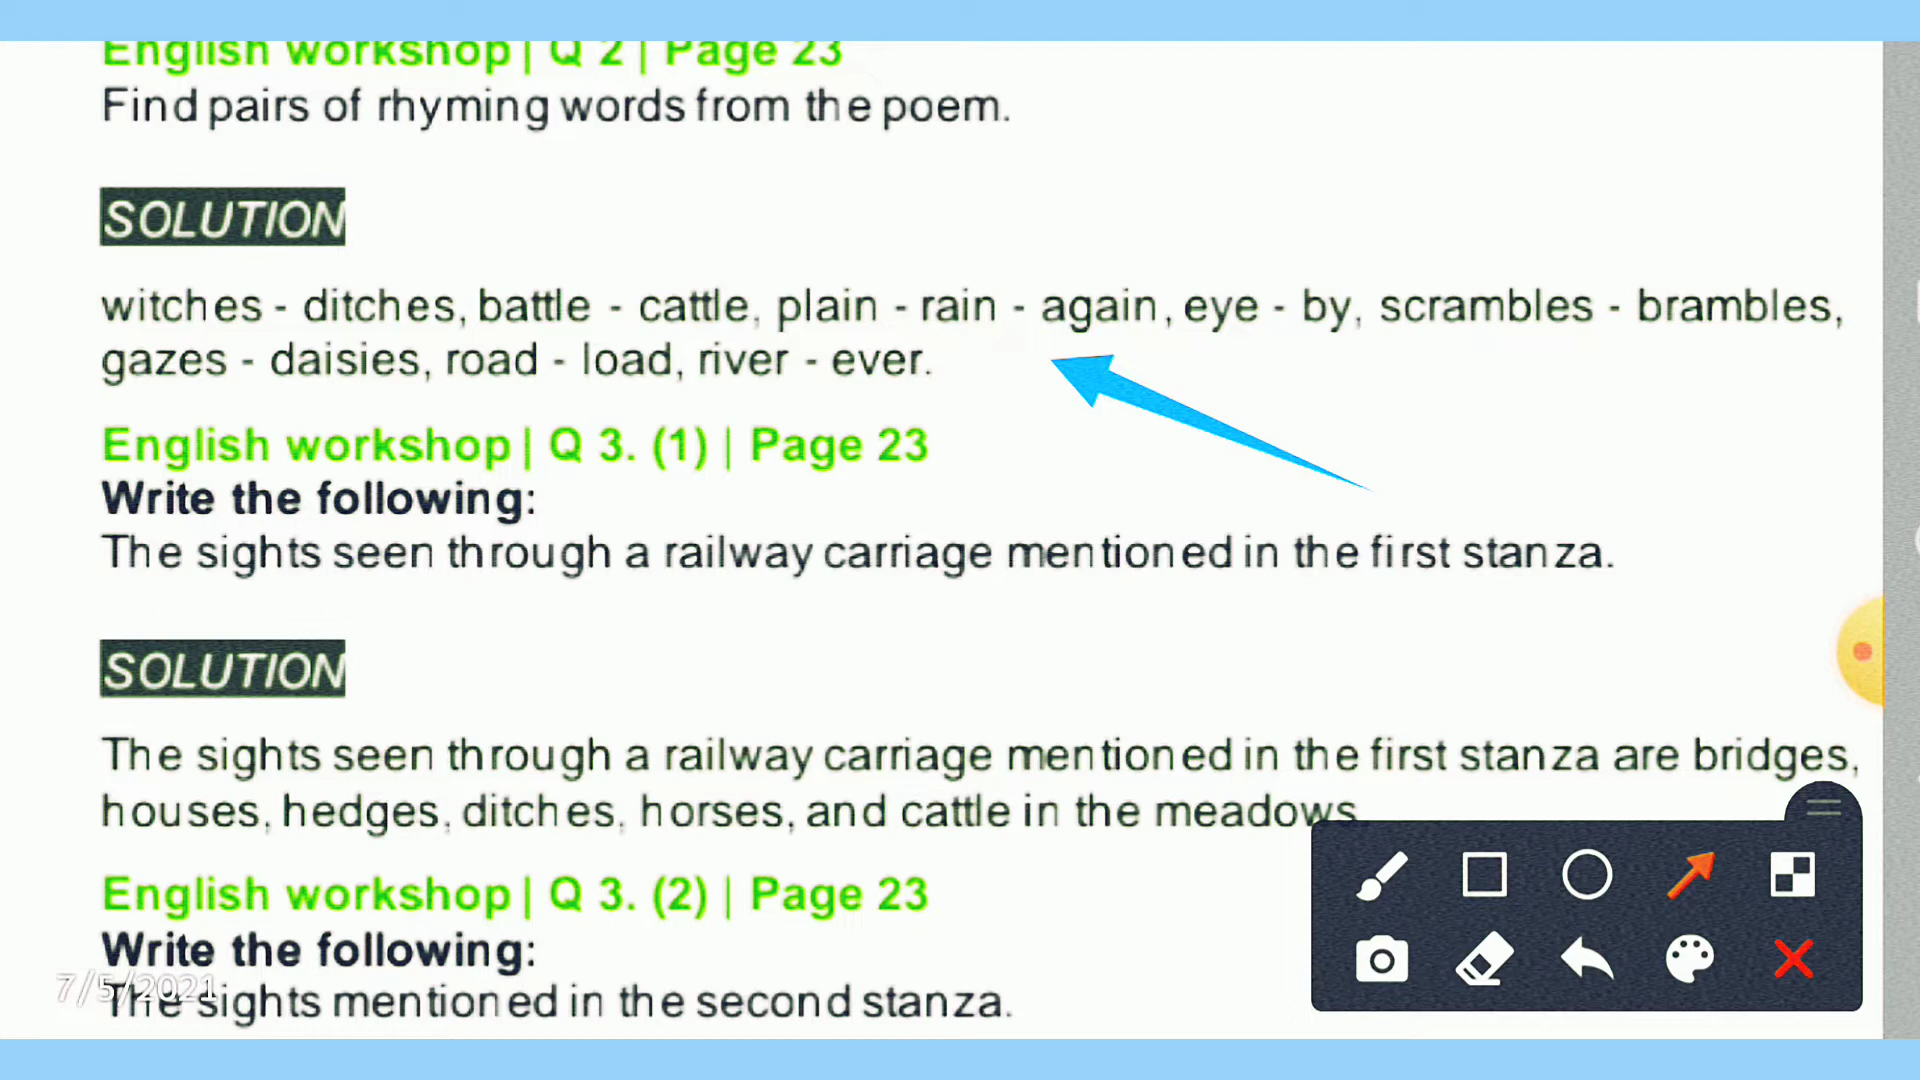 English workshop | Q 2 | Page 23
Find pairs of rhyming words from the poem.
SOLUTION
witches - ditches, battle - cattle, plain - rain - again, eye - by, scrambles - brambles,
gazes - daisies, road - load, river - ever.
English workshop | Q 3. (1) | Page 23
Write the following:
The sights seen through a railway carriage mentioned in the first stanza.
SOLUTION
The sights seen through a railway carriage mentioned in the first stanza are bridges,
houses, hedges, ditches, horses, and cattle in the meadows.
English workshop | Q 3. (2) | Page 23
Write the following:
7/5/2021
The sights mentioned in the second stanza.